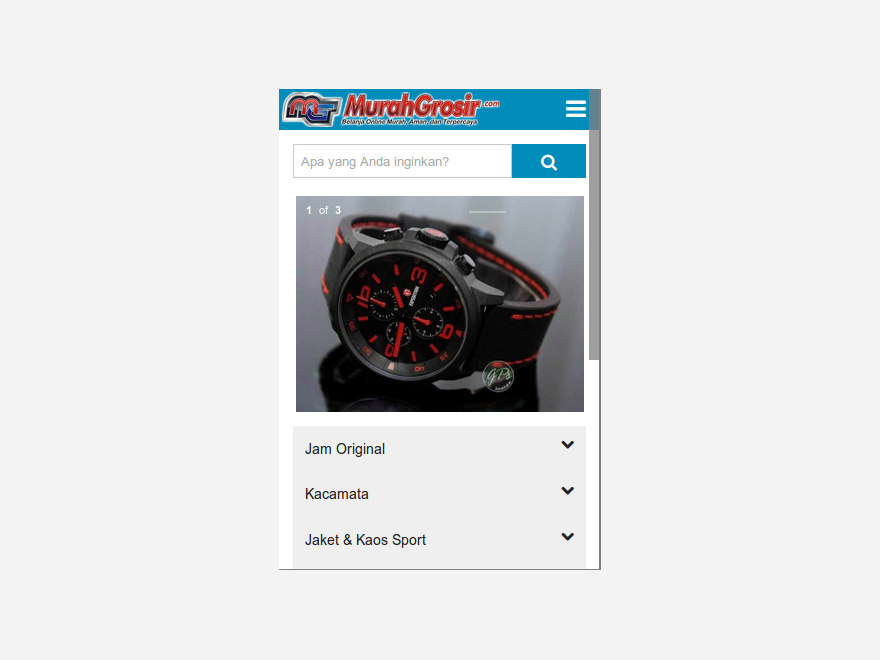 MurahGrosir.com
Belanja Online Murah, Aman, dan Terpercaya
Apa yang Anda inginkan?
1 of 3
Jam Original
Kacamata
Jaket & Kaos Sport